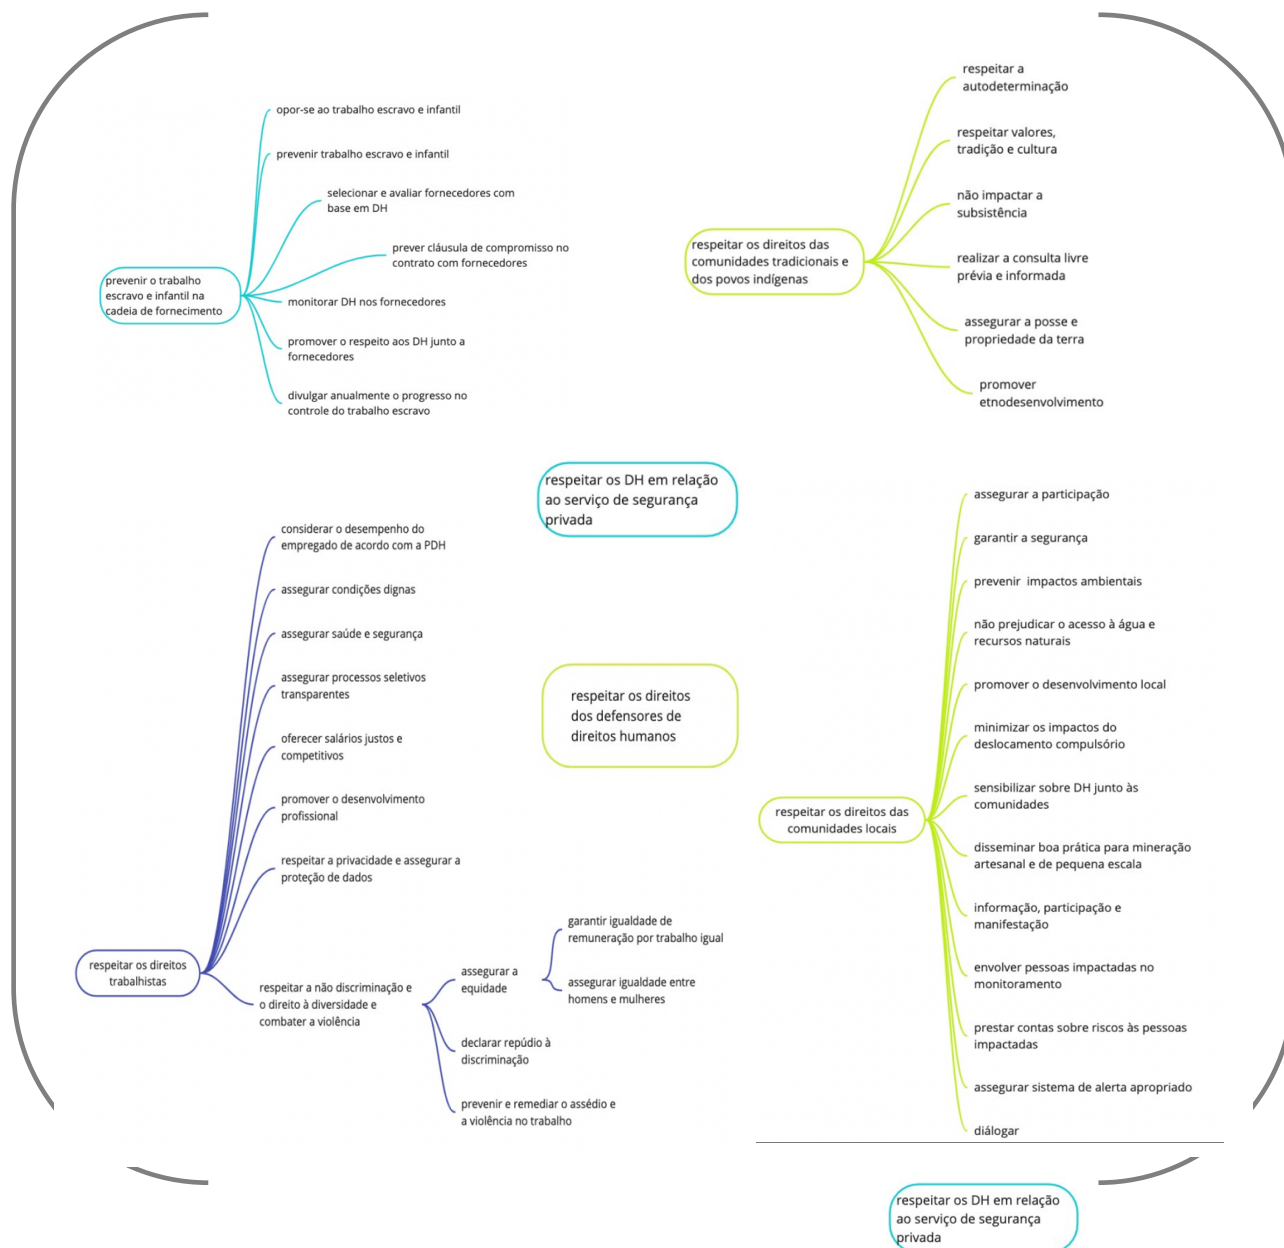 opor-se ao trabalho escravo e infantil
prevenir trabalho escravo e infantil
selecionar e avaliar fornecedores com
base em DH
prever cláusula de compromisso no
contrato com fornecedores
prevenir o trabalho
escravo e infantil na
cadeia de fornecimento
monitorar DH nos fornecedores
promover o respeito aos DH junto a
fornecedores
divulgar anualmente o progresso no
controle do trabalho escravo
respeitar a
autodeterminação
respeitar valores,
tradição e cultura
não impactar a
subsistência
respeitar os direitos das
comunidades tradicionais e
dos povos indígenas
realizar a consulta livre
prévia e informada
assegurar a posse e
propriedade da terra
promover
etnodesenvolvimento
respeitar os DH em relação
ao serviço de segurança
privada
considerar o desempenho do
empregado de acordo com a PDH
assegurar condições dignas
assegurar saúde e segurança
assegurar processos seletivos
transparentes
oferecer salários justos e
competitivos
promover o desenvolvimento
profissional
respeitar a privacidade e assegurar a
proteção de dados
respeitar os direitos
trabalhistas
respeitar a não discriminação e
o direito à diversidade e
combater a violência
assegurar a
equidade
garantir igualdade de
remuneração por trabalho igual
assegurar igualdade entre
homens e mulheres
declarar repúdio à
discriminação
prevenir e remediar o assédio e
a violência no trabalho
respeitar os direitos
dos defensores de
direitos humanos
assegurar a participação
garantir a segurança
prevenir  impactos ambientais
não prejudicar o acesso à água e
recursos naturais
promover o desenvolvimento local
minimizar os impactos do
deslocamento compulsório
sensibilizar sobre DH junto às
comunidades
respeitar os direitos das
comunidades locais
disseminar boa prática para mineração
artesanal e de pequena escala
informação, participação e
manifestação
envolver pessoas impactadas no
monitoramento
prestar contas sobre riscos às pessoas
impactadas
assegurar sistema de alerta apropriado
diálogar
respeitar os DH em relação
ao serviço de segurança
privada